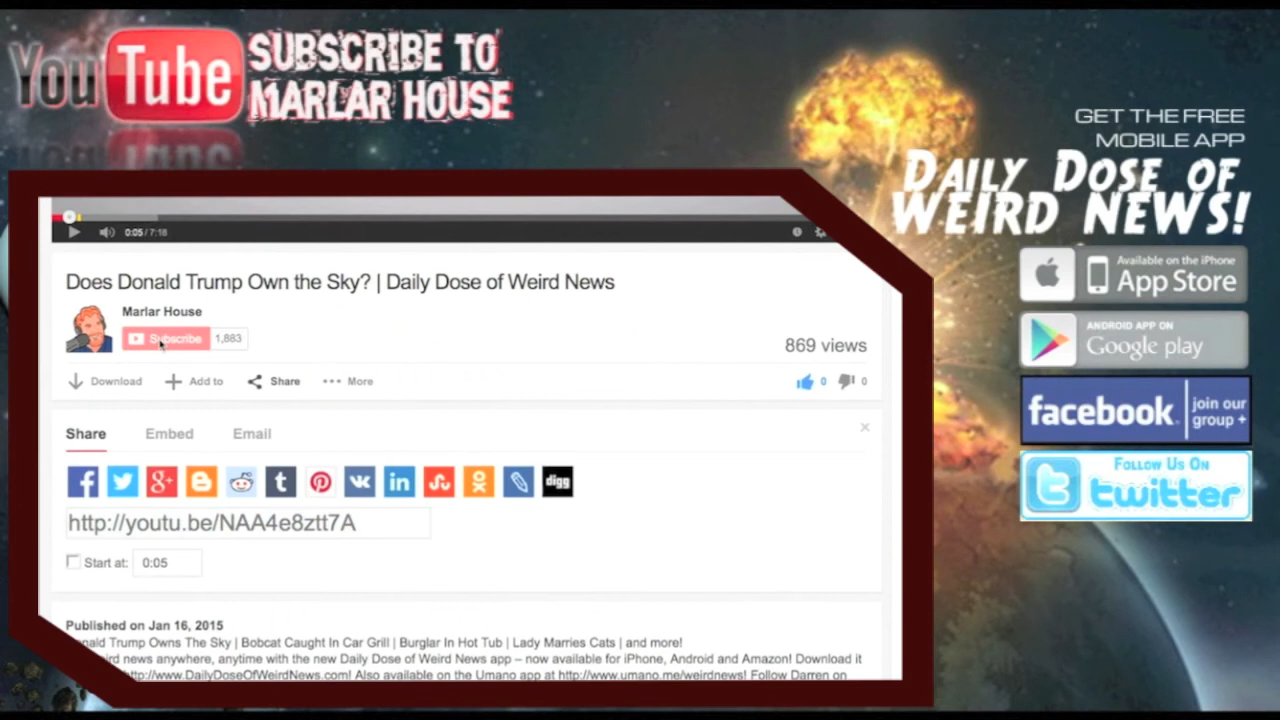 YouTube
SUBSCRIBE TO
MARLAR HOUSE
GET THE FREE
MOBILE APP
DAILY DOSE OF
WEIRD NEWS!
Available on the iPhone
App Store
ANDROID APP ON
Google play
facebook
join our
group +
FOLLOW US ON
twitter
0:05 / 7:18
Does Donald Trump Own the Sky? | Daily Dose of Weird News
Marlar House
Subscribe 1,883
869 views
Download Add to Share More 0 0
Share Embed Email
digg
http://youtu.be/NAA4e8ztt7A
Start at: 0:05
Published on Jan 16, 2015
nald Trump Owns The Sky | Bobcat Caught In Car Grill | Burglar In Hot Tub | Lady Marries Cats | and more!
ird news anywhere, anytime with the new Daily Dose of Weird News app – now available for iPhone, Android and Amazon! Download it
http://www.DailyDoseOfWeirdNews.com! Also available on the Umano app at http://www.umano.me/weirdnews! Follow Darren on